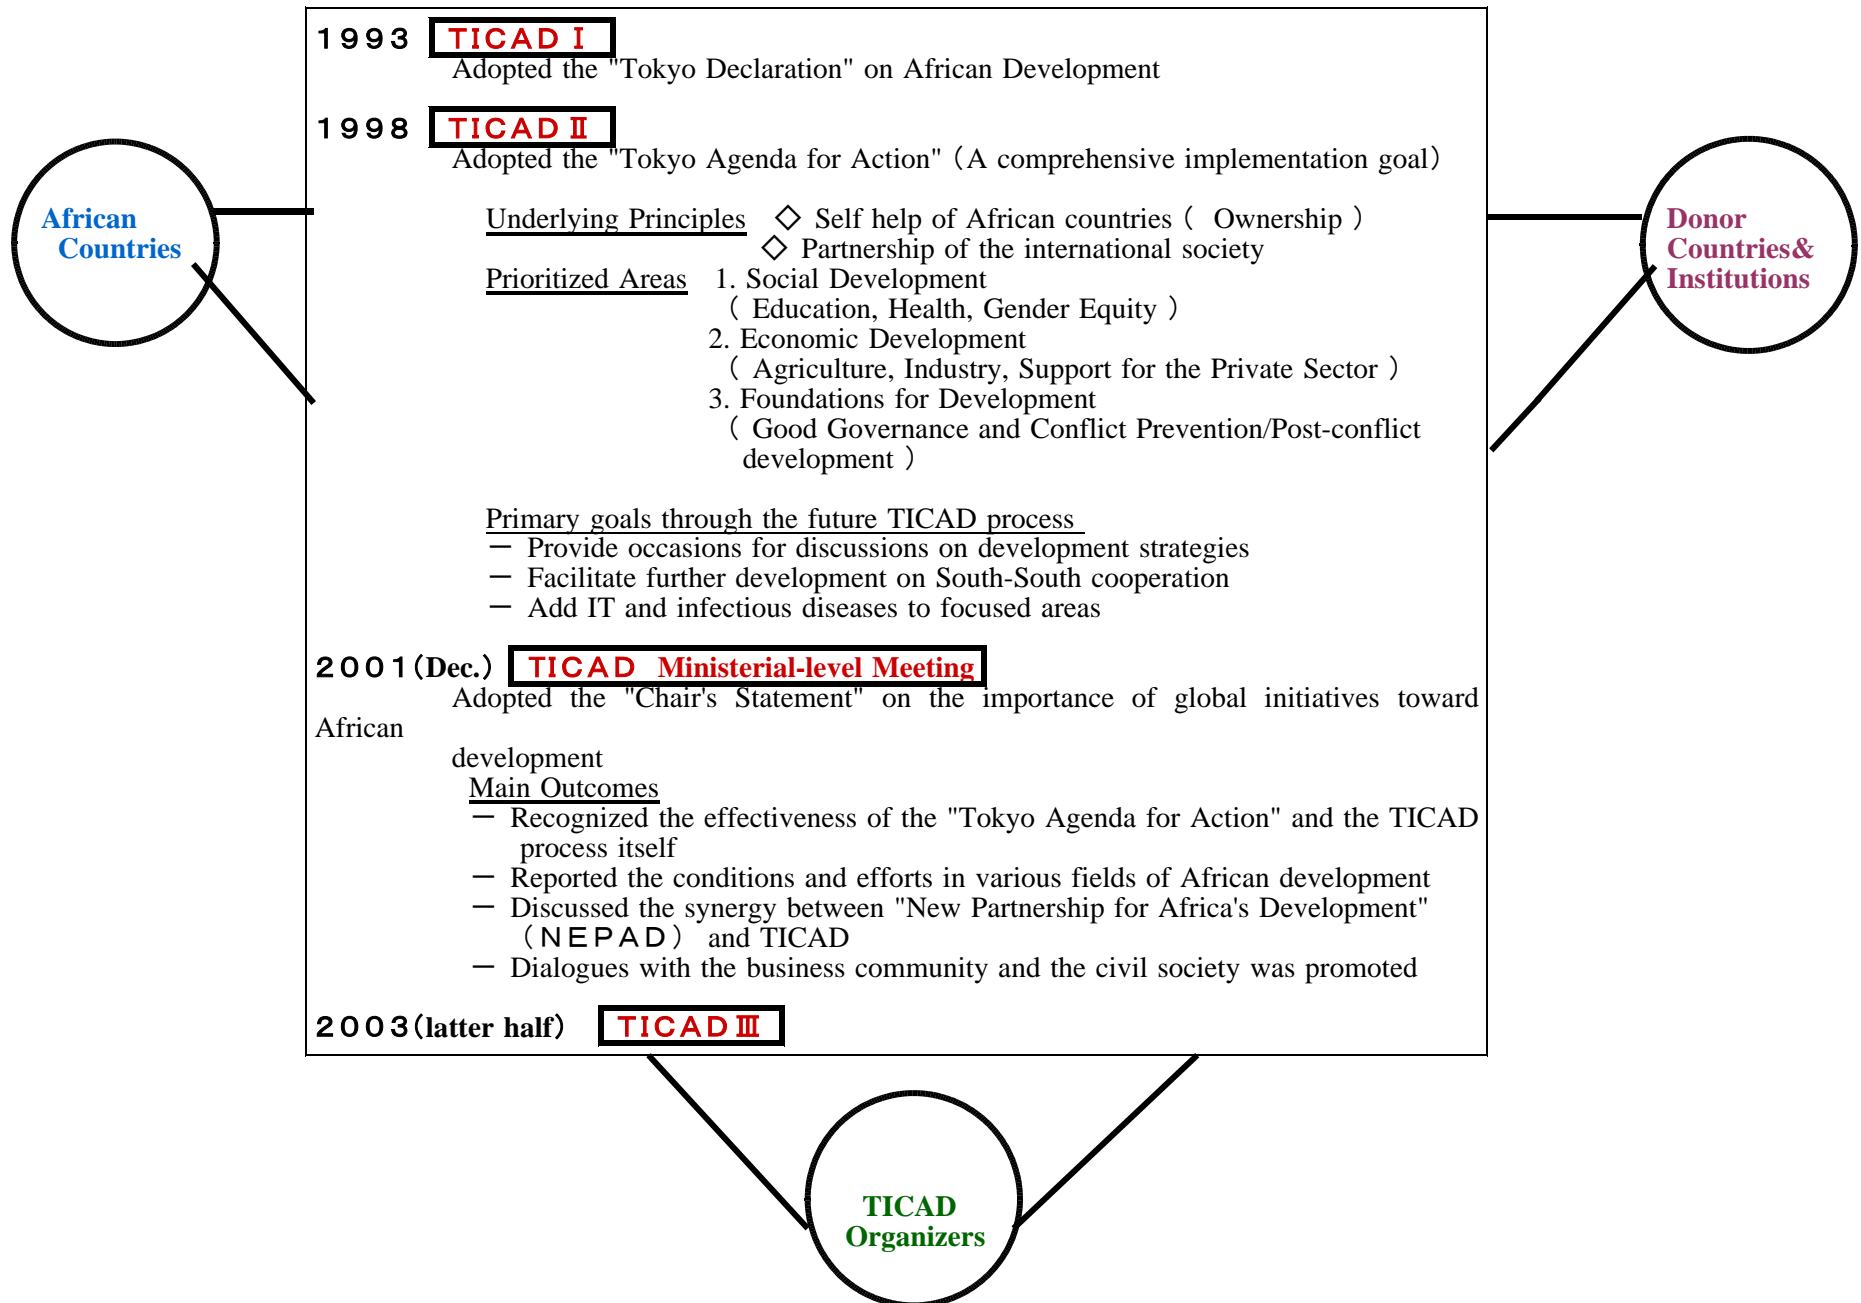 1993 TICAD Ⅰ
Adopted the "Tokyo Declaration" on African Development
1998 TICAD Ⅱ
Adopted the "Tokyo Agenda for Action" (A comprehensive implementation goal)
Underlying Principles ◇ Self help of African countries ( Ownership )
◇ Partnership of the international society
Prioritized Areas 1. Social Development
( Education, Health, Gender Equity )
2. Economic Development
( Agriculture, Industry, Support for the Private Sector )
3. Foundations for Development
( Good Governance and Conflict Prevention/Post-conflict
development )
Primary goals through the future TICAD process
— Provide occasions for discussions on development strategies
— Facilitate further development on South-South cooperation
— Add IT and infectious diseases to focused areas
2001(Dec.) TICAD Ministerial-level Meeting
Adopted the "Chair's Statement" on the importance of global initiatives toward
African
development
Main Outcomes
— Recognized the effectiveness of the "Tokyo Agenda for Action" and the TICAD
process itself
— Reported the conditions and efforts in various fields of African development
— Discussed the synergy between "New Partnership for Africa's Development"
(NEPAD) and TICAD
— Dialogues with the business community and the civil society was promoted
2003(latter half) TICADⅢ
African
Countries
Donor
Countries&
Institutions
TICAD
Organizers